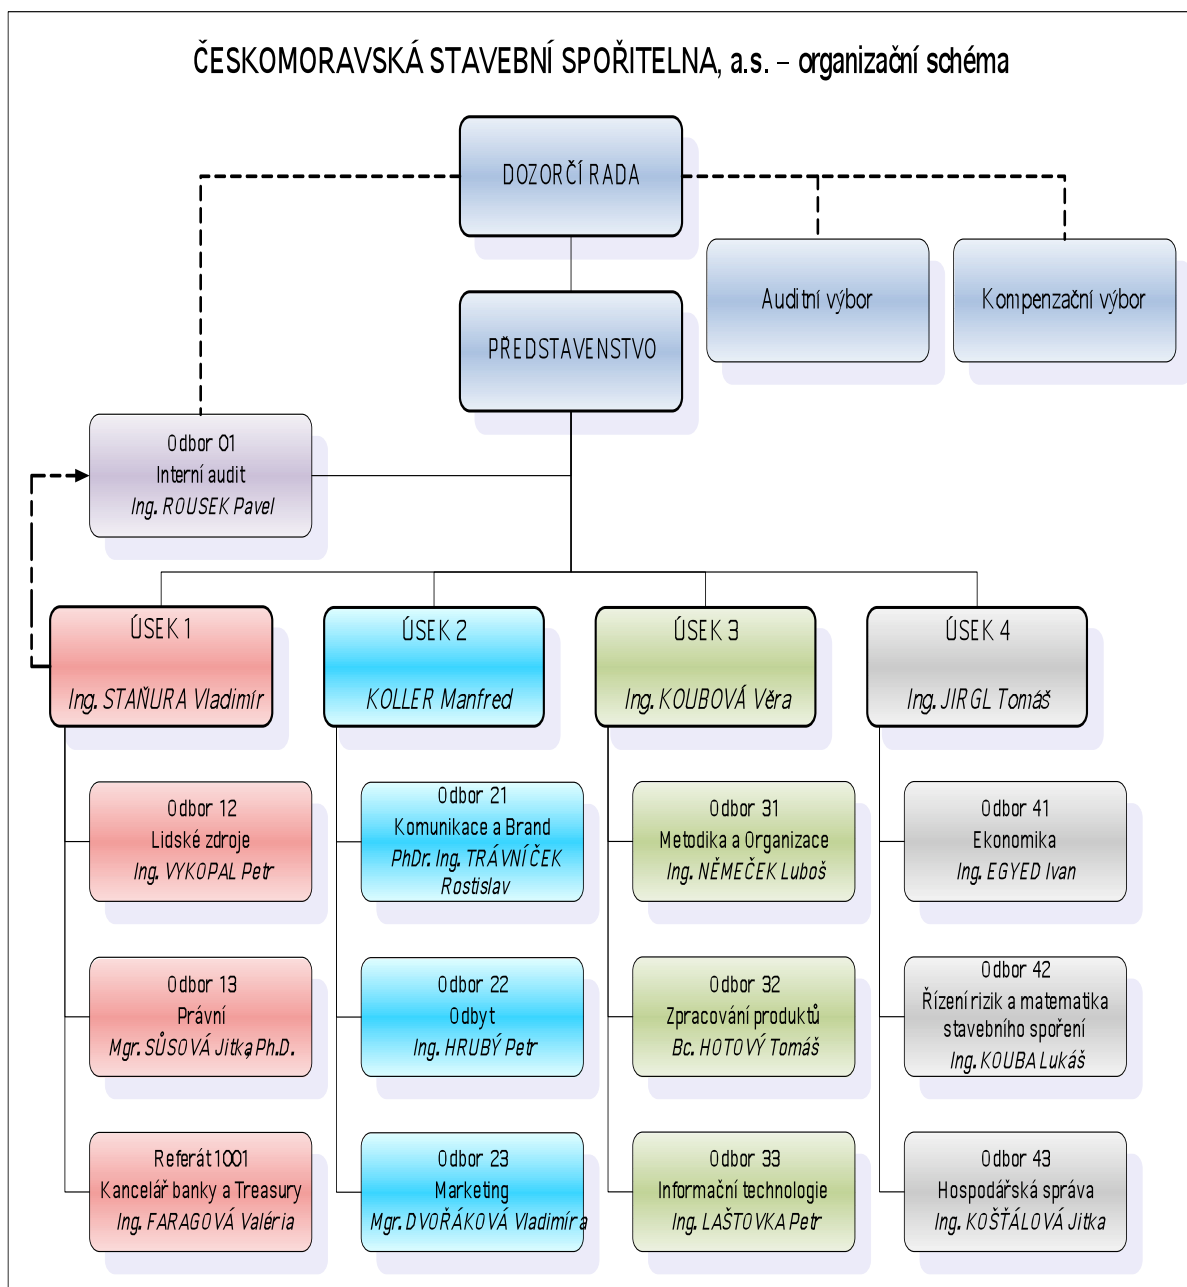 ČESKOMORAVSKÁ STAVEBNÍ SPOŘITELNA, a.s. – organizační schéma
DOZORČÍ RADA
Auditní výbor
Kompenzační výbor
PŘEDSTAVENSTVO
Odbor 01
Interní audit
Ing. ROUSEK Pavel
ÚSEK 1
Ing. STAŇURA Vladimír
ÚSEK 2
KOLLER Manfred
ÚSEK 3
Ing. KOUBOVÁ Věra
ÚSEK 4
Ing. JIRGL Tomáš
Odbor 12
Lidské zdroje
Ing. VYKOPAL Petr
Odbor 21
Komunikace a Brand
PhDr. Ing. TRÁVNÍČEK
Rostislav
Odbor 31
Metodika a Organizace
Ing. NĚMEČEK Luboš
Odbor 41
Ekonomika
Ing. EGYED Ivan
Odbor 13
Právní
Mgr. SŮSOVÁ Jitka, Ph.D.
Odbor 22
Odbyt
Ing. HRUBÝ Petr
Odbor 32
Zpracování produktů
Bc. HOTOVÝ Tomáš
Odbor 42
Řízení rizik a matematika
stavebního spoření
Ing. KOUBA Lukáš
Referát 1001
Kancelář banky a Treasury
Ing. FARAGOVÁ Valéria
Odbor 23
Marketing
Mgr. DVOŘÁKOVÁ Vladimíra
Odbor 33
Informační technologie
Ing. LAŠTOVKA Petr
Odbor 43
Hospodářská správa
Ing. KOŠŤÁLOVÁ Jitka